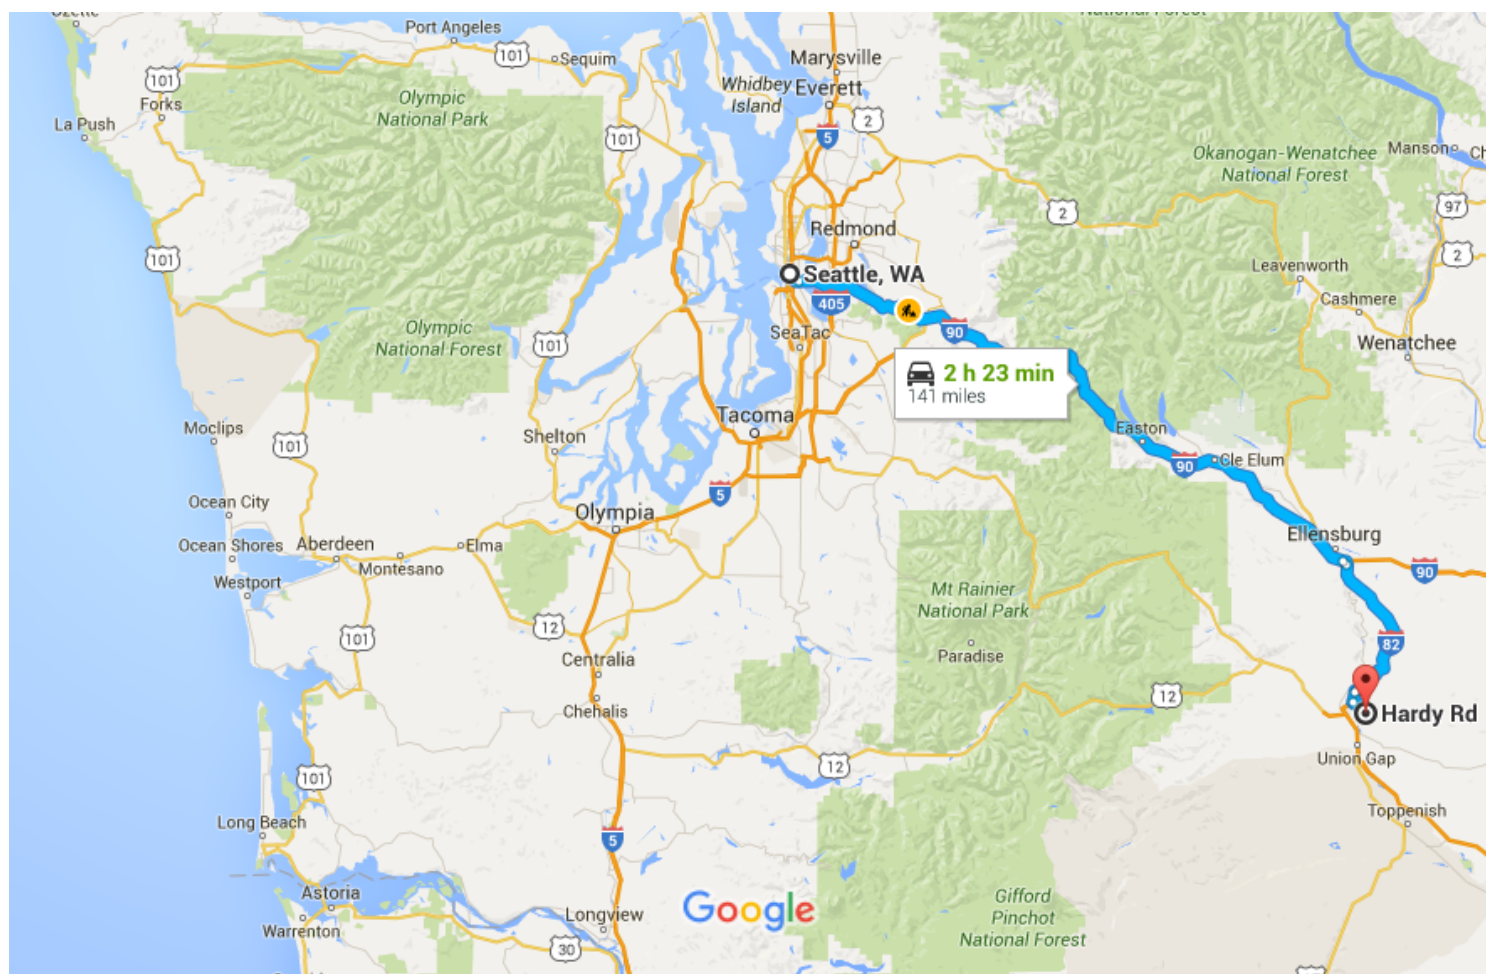 Port Angeles
101
Sequim
Marysville
Whidbey
Island
Everett
National Forest
101
Forks
La Push
Olympic
National Park
101
5
2
Okanogan-Wenatchee
National Forest
Manson
97
2
2
Redmond
Leavenworth
Cashmere
Wenatchee
101
Seattle, WA
405
90
SeaTac
2 h 23 min
141 miles
Olympic
National Forest
101
Moclips
101
Shelton
Tacoma
Easton
90
Cle Elum
Ocean City
Olympia
5
Ellensburg
90
Ocean Shores
Aberdeen
Elma
Montesano
Westport
101
12
Mt Rainier
National Park
Paradise
82
Centralia
Chehalis
12
Hardy Rd
Union Gap
12
101
Toppenish
Long Beach
5
Astoria
Warrenton
Longview
30
Google
Gifford
Pinchot
National Forest